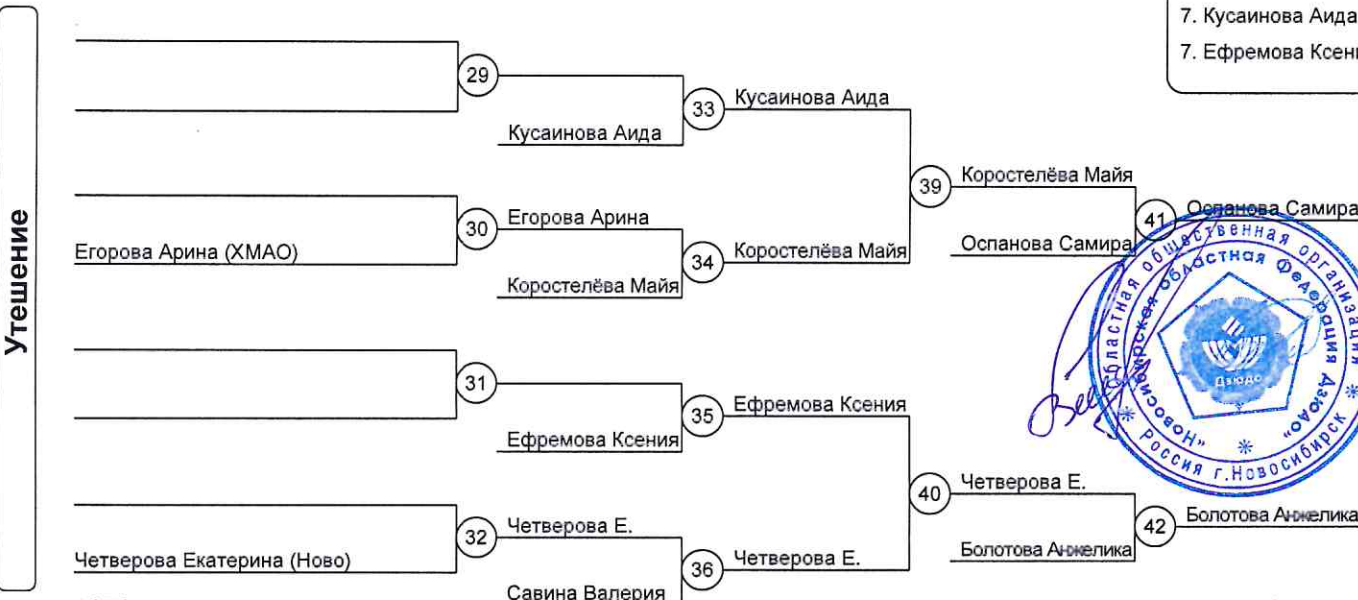 7. Кусаинова Аида
7. Ефремова Ксени
Утешение
29
Кусаинова Аида
33
Кусаинова Аида
Егорова Арина (ХМАО)
30
Егорова Арина
Коростелёва Майя
34
Коростелёва Майя
39
Коростелёва Майя
Оспанова Самира
41
Оспанова Самира
31
Ефремова Ксения
35
Ефремова Ксения
Четверова Екатерина (Ново)
32
Четверова Е.
Савина Валерия
36
Четверова Е.
40
Четверова Е.
Болотова Анжелика
42
Болотова Анжелика
областная общественная организация
"Новосибирская областная Федерация Дзюдо"
Дзюдо
Россия г.Новосибирск